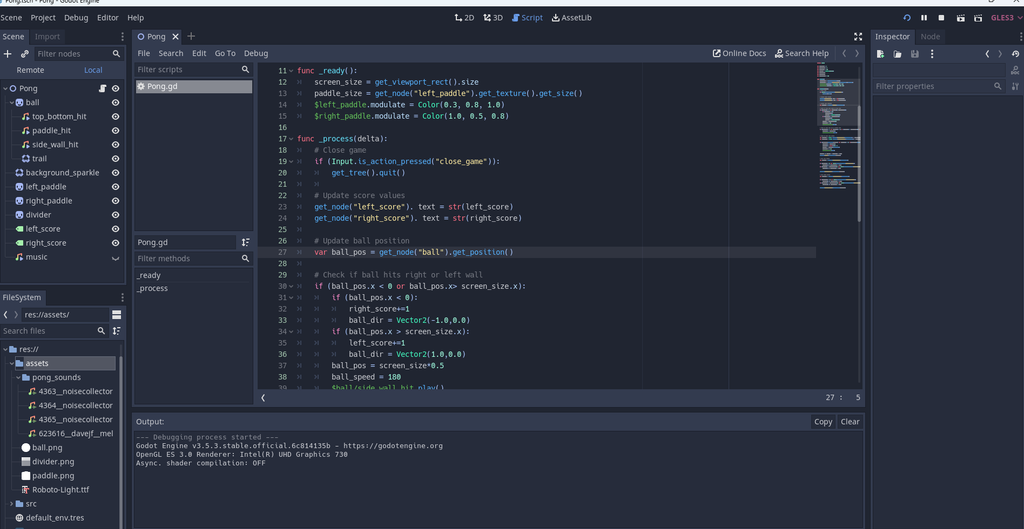 Pong.tscn - Pong - Godot Engine
Scene Project Debug Editor Help
2D 3D Script AssetLib
GLES3
Scene Import
Filter nodes
Remote Local
Pong
ball
top_bottom_hit
paddle_hit
side_wall_hit
trail
background_sparkle
left_paddle
right_paddle
divider
left_score
right_score
music
FileSystem
res://assets/
Search files
res://
assets
pong_sounds
4363__noisecollector
4364__noisecollector
4365__noisecollector
623616__davejf__mel
ball.png
divider.png
paddle.png
Roboto-Light.ttf
src
default_env.tres
Pong
File Search Edit Go To Debug
Online Docs Search Help
Filter scripts
Pong.gd
Pong.gd
Filter methods
_ready
_process
11 func _ready():
12 screen_size = get_viewport_rect().size
13 paddle_size = get_node("left_paddle").get_texture().get_size()
14 $left_paddle.modulate = Color(0.3, 0.8, 1.0)
15 $right_paddle.modulate = Color(1.0, 0.5, 0.8)
16
17 func _process(delta):
18 # Close game
19 if (Input.is_action_pressed("close_game")):
20 get_tree().quit()
21
22 # Update score values
23 get_node("left_score"). text = str(left_score)
24 get_node("right_score"). text = str(right_score)
25
26 # Update ball position
27 var ball_pos = get_node("ball").get_position()
28
29 # Check if ball hits right or left wall
30 if (ball_pos.x < 0 or ball_pos.x> screen_size.x):
31 if (ball_pos.x < 0):
32 right_score+=1
33 ball_dir = Vector2(-1.0,0.0)
34 if (ball_pos.x > screen_size.x):
35 left_score+=1
36 ball_dir = Vector2(1.0,0.0)
37 ball_pos = screen_size*0.5
38 ball_speed = 180
39 $ball/side_wall_hit.play()
27 : 5
Output:
Copy Clear
--- Debugging process started ---
Godot Engine v3.5.3.stable.official.6c814135b - https://godotengine.org
OpenGL ES 3.0 Renderer: Intel(R) UHD Graphics 730
Async. shader compilation: OFF
Inspector Node
Filter properties